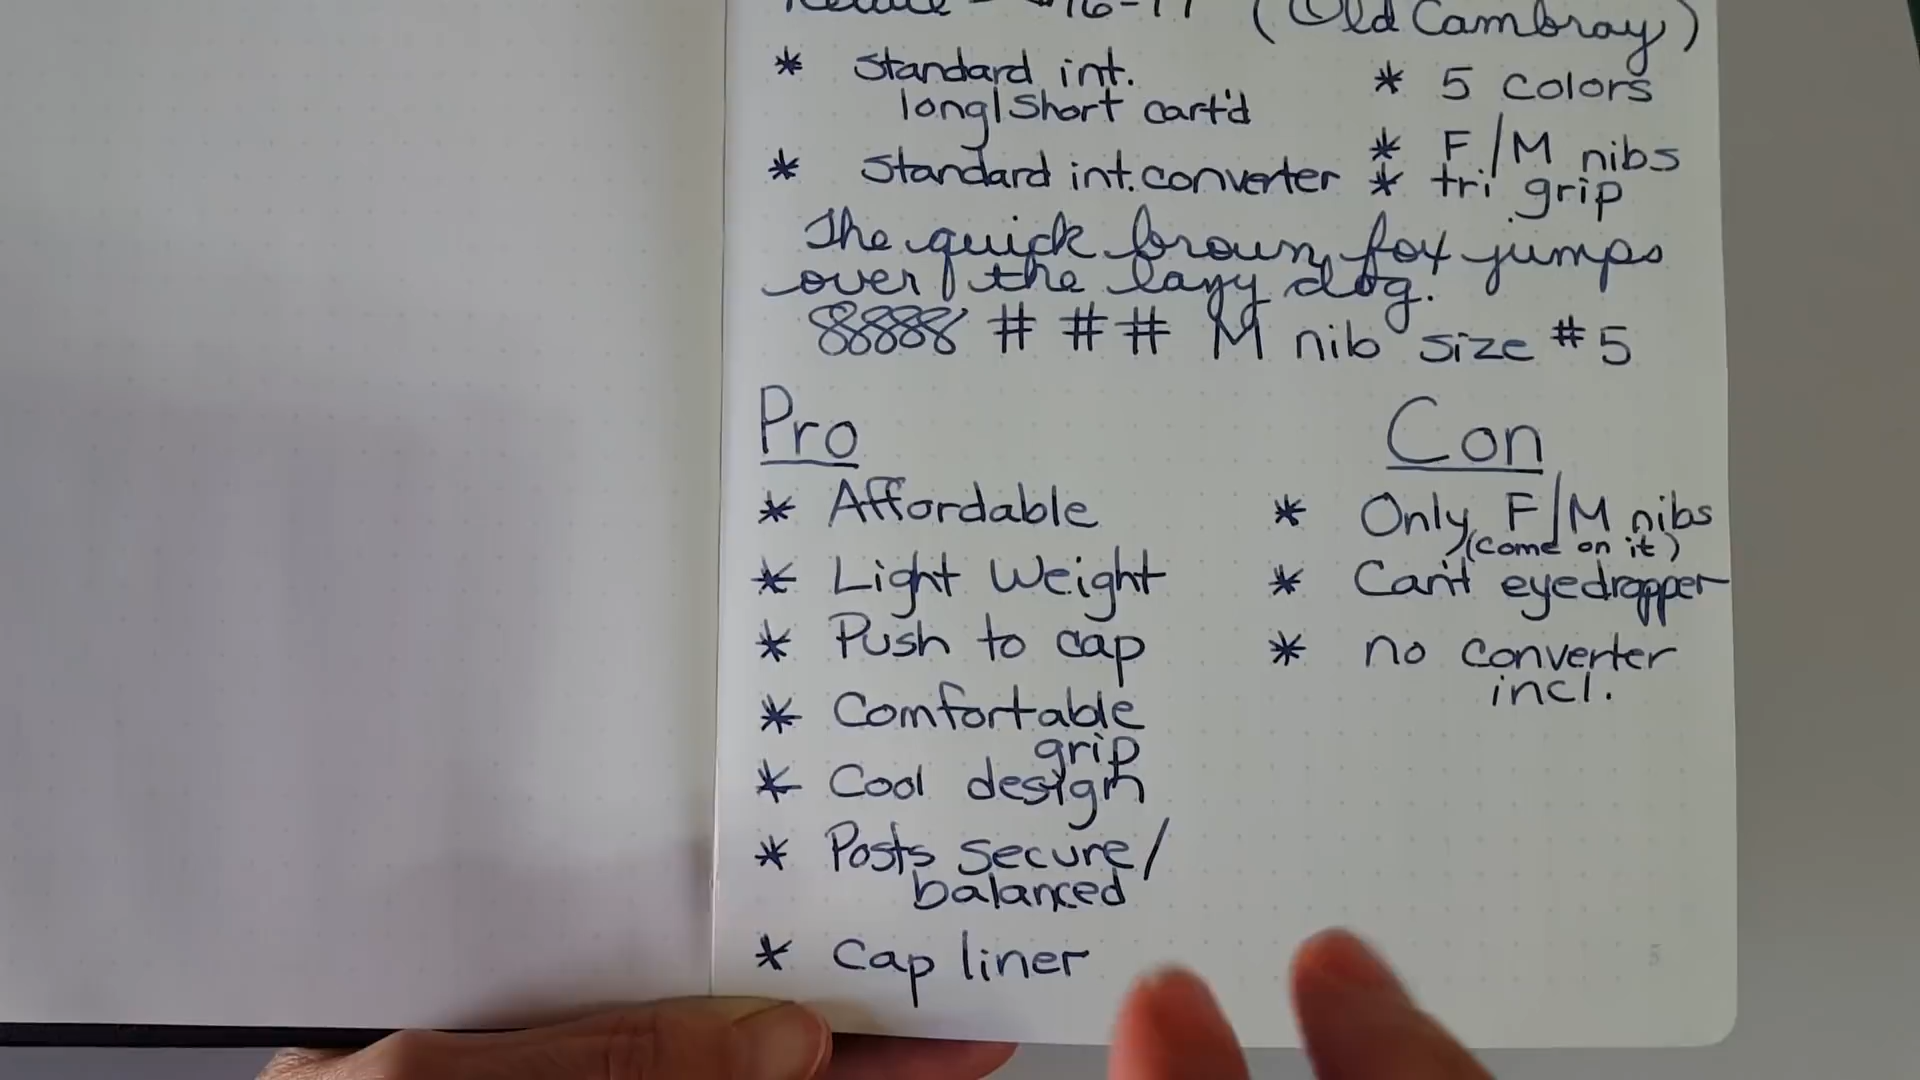 (Old Cambray)
* Standard int.
long/short cart'd
* 5 colors
* F/M nibs
* Standard int. converter
* tri grip
The quick brown fox jumps
over the lazy dog.
88888 # # # M nib size #5
Pro
* Affordable
* Light Weight
* Push to cap
* Comfortable
grip
* Cool design
* Posts secure/
balanced
* Cap liner
Con
* Only F/M nibs
(come on it)
* Can't eyedropper
* no converter
incl.
5